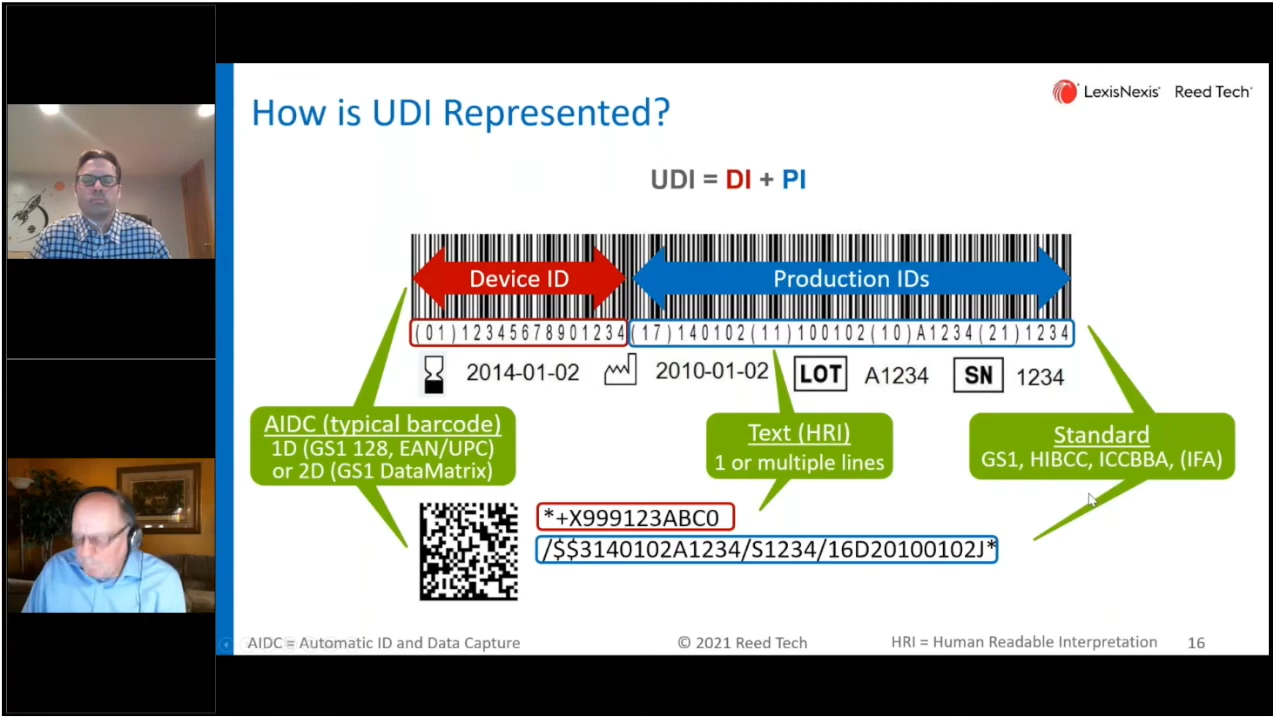 How is UDI Represented?
LexisNexis® Reed Tech®
UDI = DI + PI
Device ID
Production IDs
(01)12345678901234(17)140102(11)100102(10)A1234(21)1234
2014-01-02
2010-01-02
LOT A1234
SN 1234
AIDC (typical barcode)
1D (GS1 128, EAN/UPC)
or 2D (GS1 DataMatrix)
Text (HRI)
1 or multiple lines
Standard
GS1, HIBCC, ICCBBA, (IFA)
*+X999123ABC0
/$$3140102A1234/S1234/16D20100102J*
AIDC = Automatic ID and Data Capture
© 2021 Reed Tech
HRI = Human Readable Interpretation
16